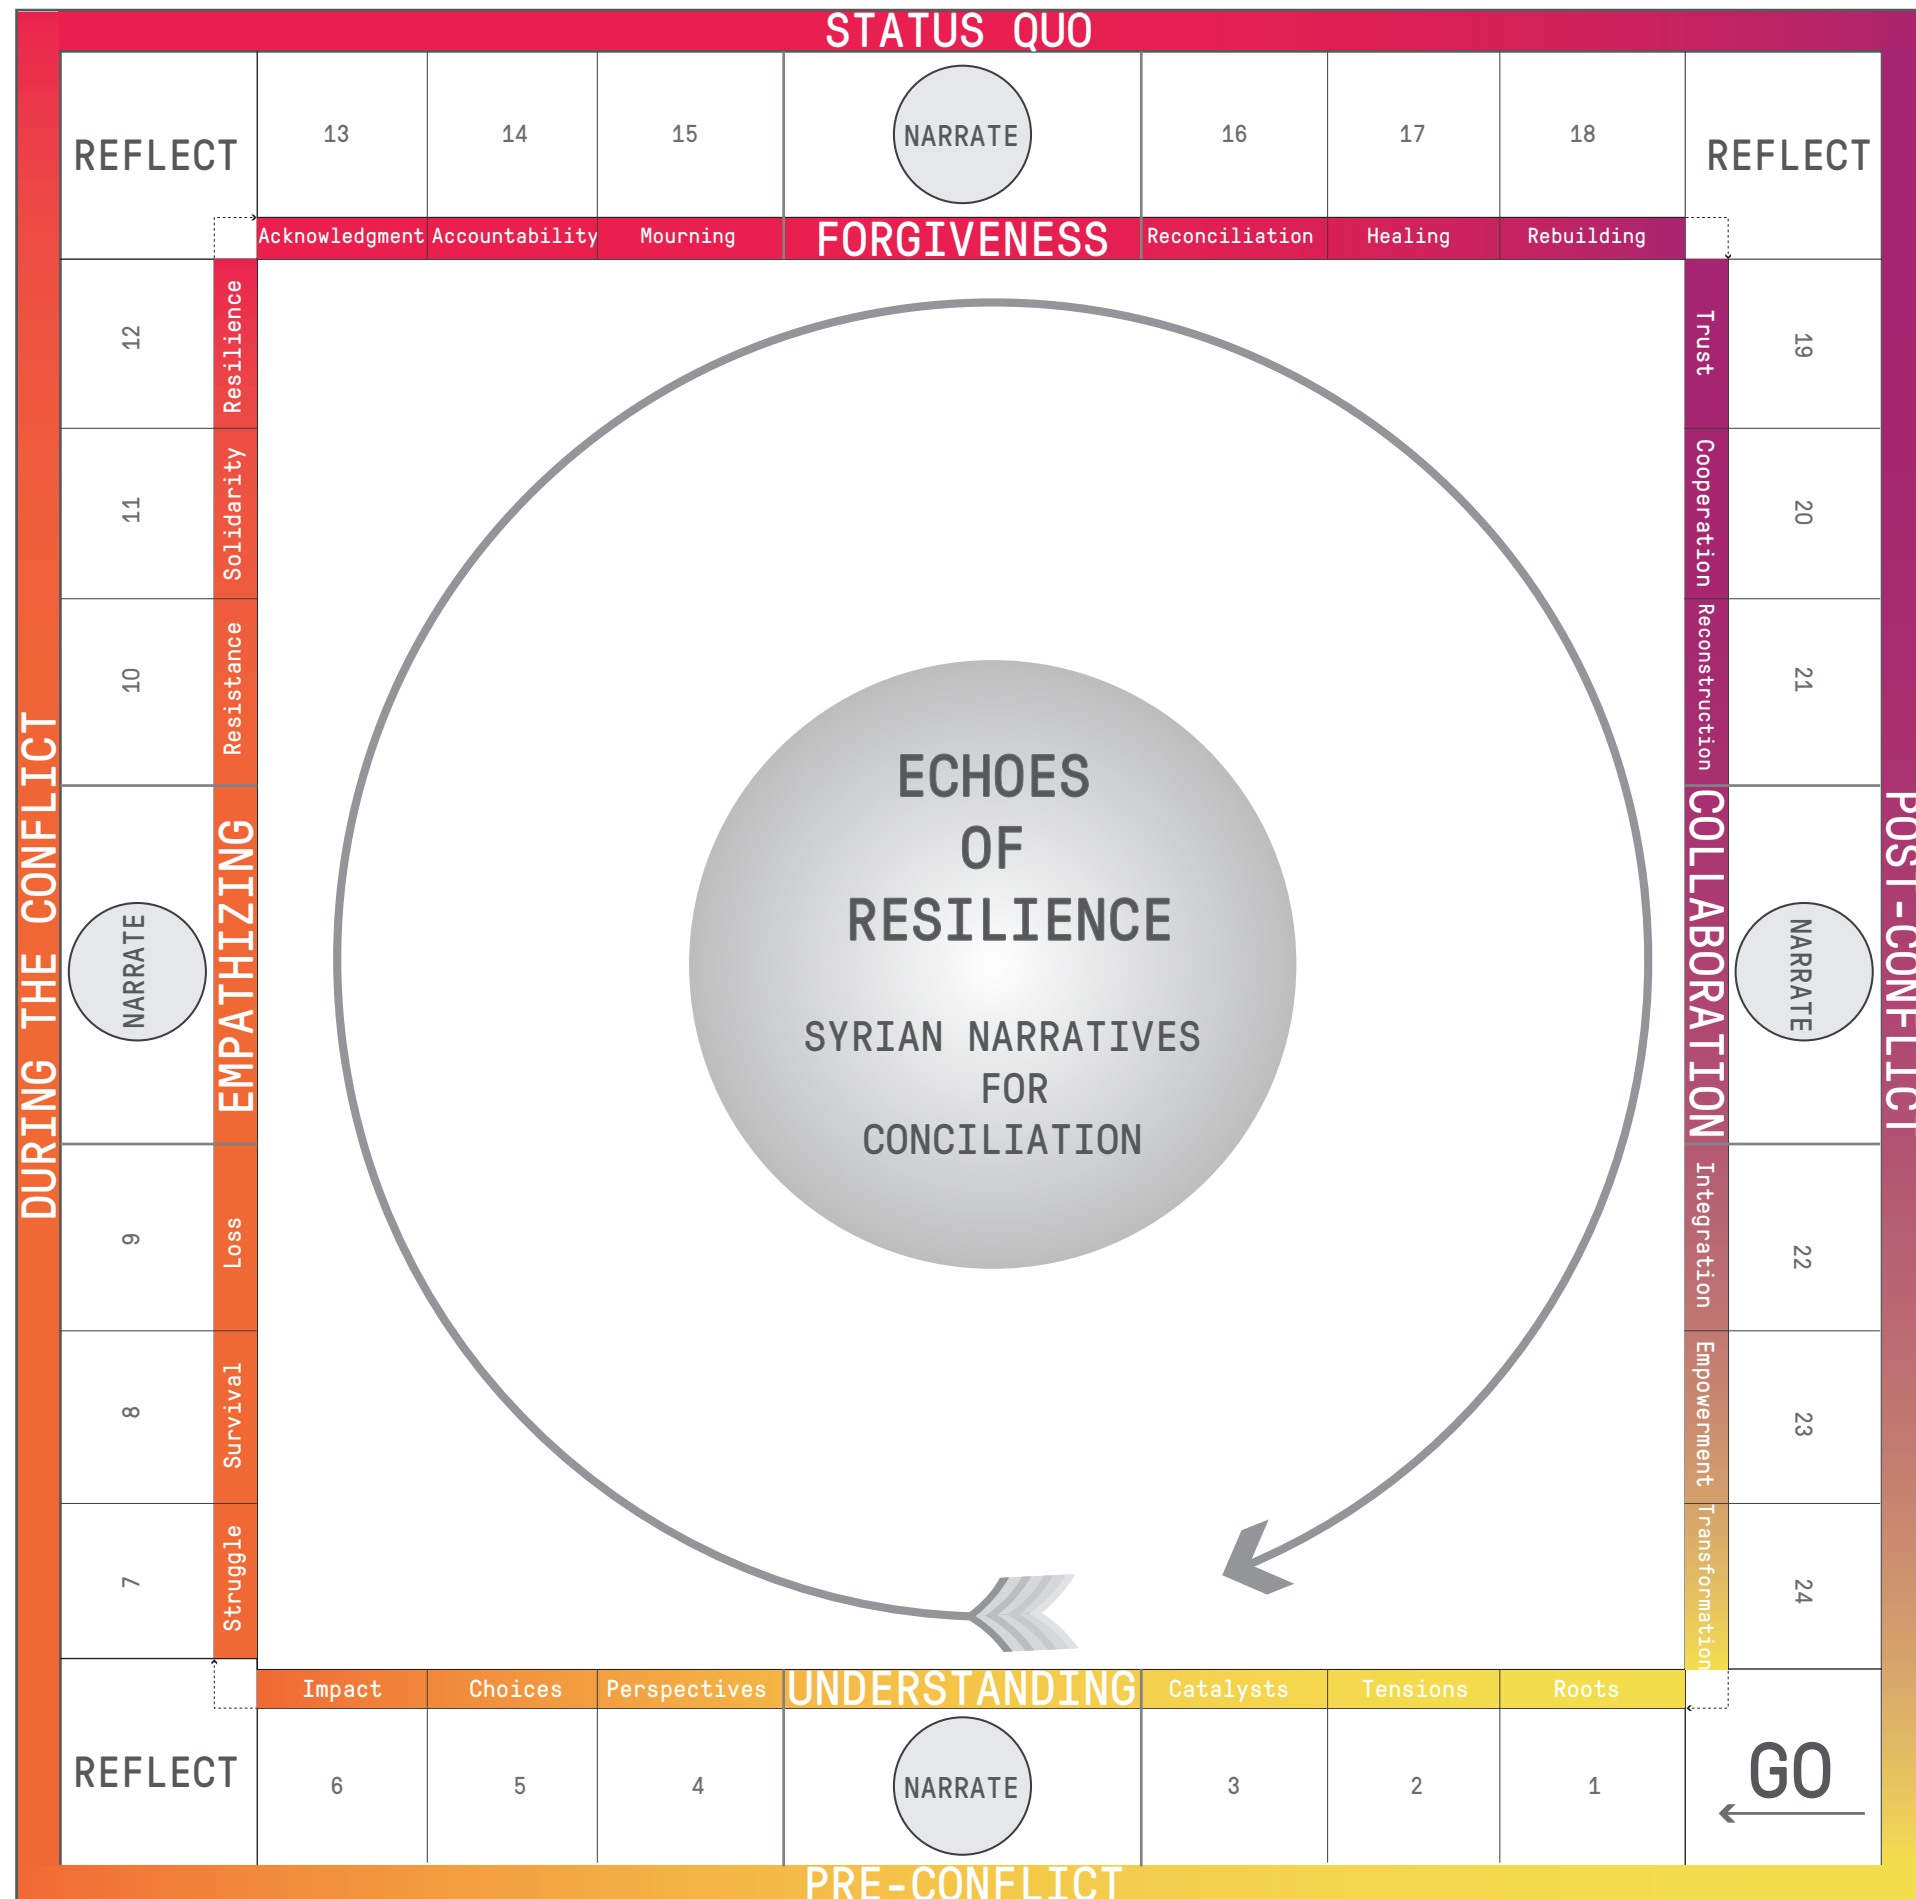 STATUS QUO
REFLECT
13
14
15
NARRATE
16
17
18
REFLECT
Acknowledgment
Accountability
Mourning
FORGIVENESS
Reconciliation
Healing
Rebuilding
DURING THE CONFLICT
12
Resilience
11
Solidarity
10
Resistance
NARRATE
EMPATHIZING
9
Loss
8
Survival
7
Struggle
ECHOES
OF
RESILIENCE
SYRIAN NARRATIVES
FOR
CONCILIATION
Trust
19
Cooperation
20
Reconstruction
21
COLLABORATION
NARRATE
POST-CONFLICT
Integration
22
Empowerment
23
Transformation
24
Impact
Choices
Perspectives
UNDERSTANDING
Catalysts
Tensions
Roots
REFLECT
6
5
4
NARRATE
3
2
1
GO
PRE-CONFLICT